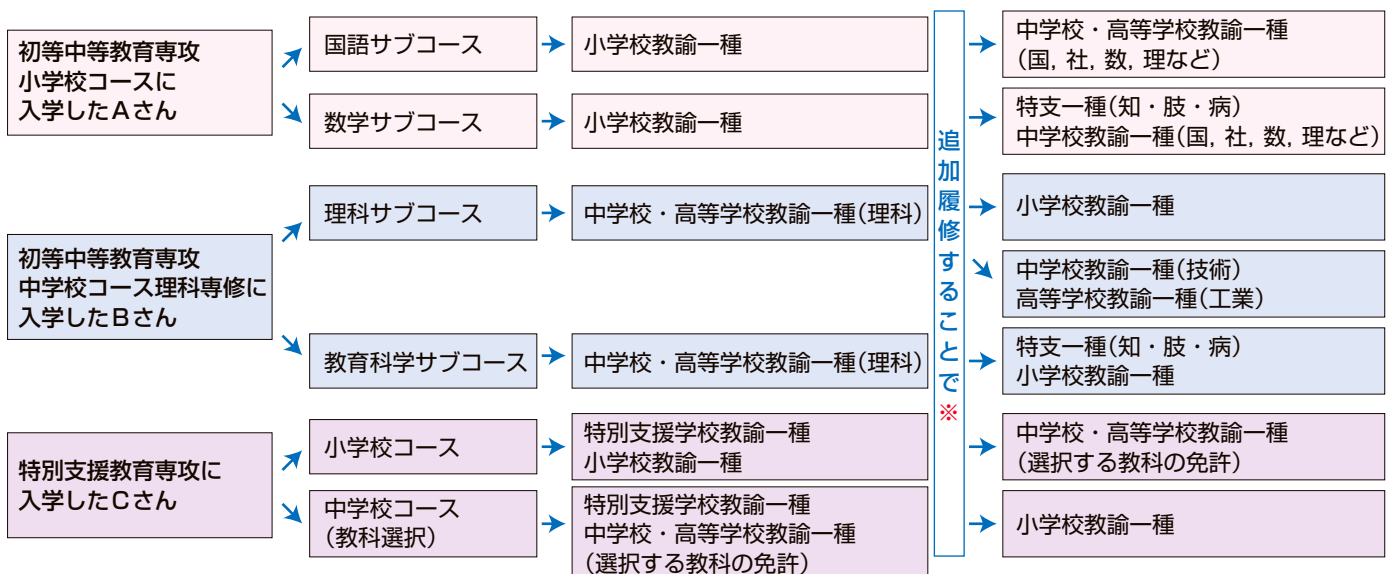 初等中等教育専攻
小学校コースに
入学したAさん
国語サブコース
小学校教諭一種
中学校・高等学校教諭一種
(国, 社, 数, 理など)
数学サブコース
小学校教諭一種
特支一種(知・肢・病)
中学校教諭一種(国, 社, 数, 理など)
追加履修することで※
初等中等教育専攻
中学校コース理科専修に
入学したBさん
理科サブコース
中学校・高等学校教諭一種(理科)
小学校教諭一種
中学校教諭一種(技術)
高等学校教諭一種(工業)
教育科学サブコース
中学校・高等学校教諭一種(理科)
特支一種(知・肢・病)
小学校教諭一種
特別支援教育専攻に
入学したCさん
小学校コース
特別支援学校教諭一種
小学校教諭一種
中学校・高等学校教諭一種
(選択する教科の免許)
中学校コース
(教科選択)
特別支援学校教諭一種
中学校・高等学校教諭一種
(選択する教科の免許)
小学校教諭一種